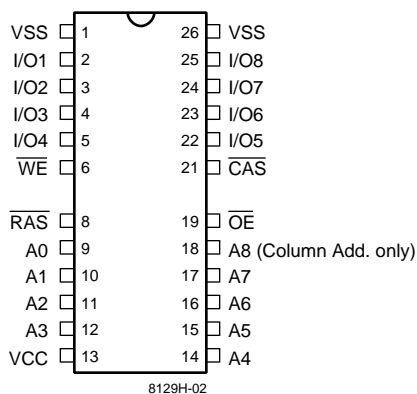 VSS 1 26 VSS
I/O1 2 25 I/O8
I/O2 3 24 I/O7
I/O3 4 23 I/O6
I/O4 5 22 I/O5
WE 6 21 CAS
RAS 8 19 OE
A0 9 18 A8 (Column Add. only)
A1 10 17 A7
A2 11 16 A6
A3 12 15 A5
VCC 13 14 A4
8129H-02